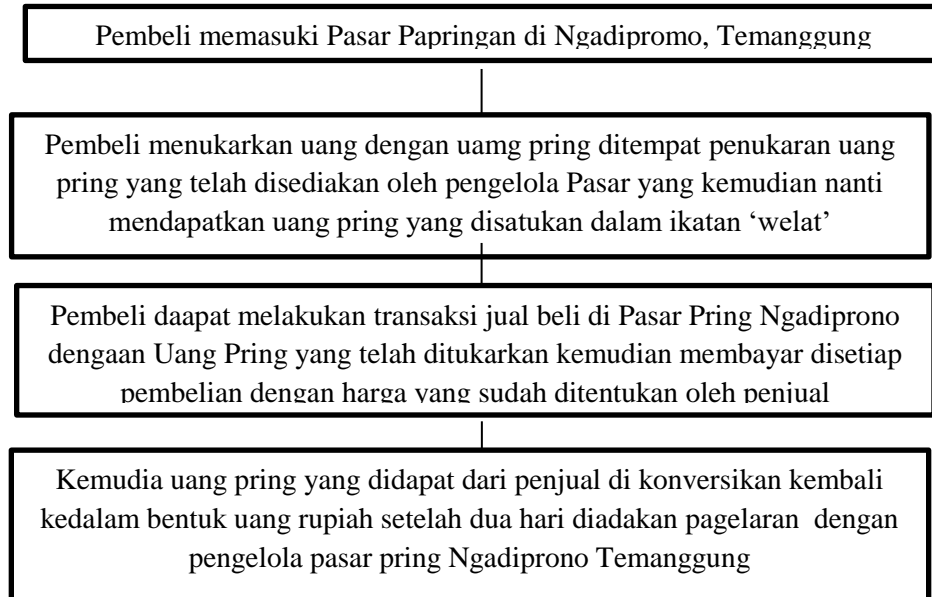 Pembeli memasuki Pasar Papringan di Ngadipromo, Temanggung
Pembeli menukarkan uang dengan uamg pring ditempat penukaran uang
pring yang telah disediakan oleh pengelola Pasar yang kemudian nanti
mendapatkan uang pring yang disatukan dalam ikatan ‘welat’
Pembeli daapat melakukan transaksi jual beli di Pasar Pring Ngadiprono
dengaan Uang Pring yang telah ditukarkan kemudian membayar disetiap
pembelian dengan harga yang sudah ditentukan oleh penjual
Kemudia uang pring yang didapat dari penjual di konversikan kembali
kedalam bentuk uang rupiah setelah dua hari diadakan pagelaran dengan
pengelola pasar pring Ngadiprono Temanggung